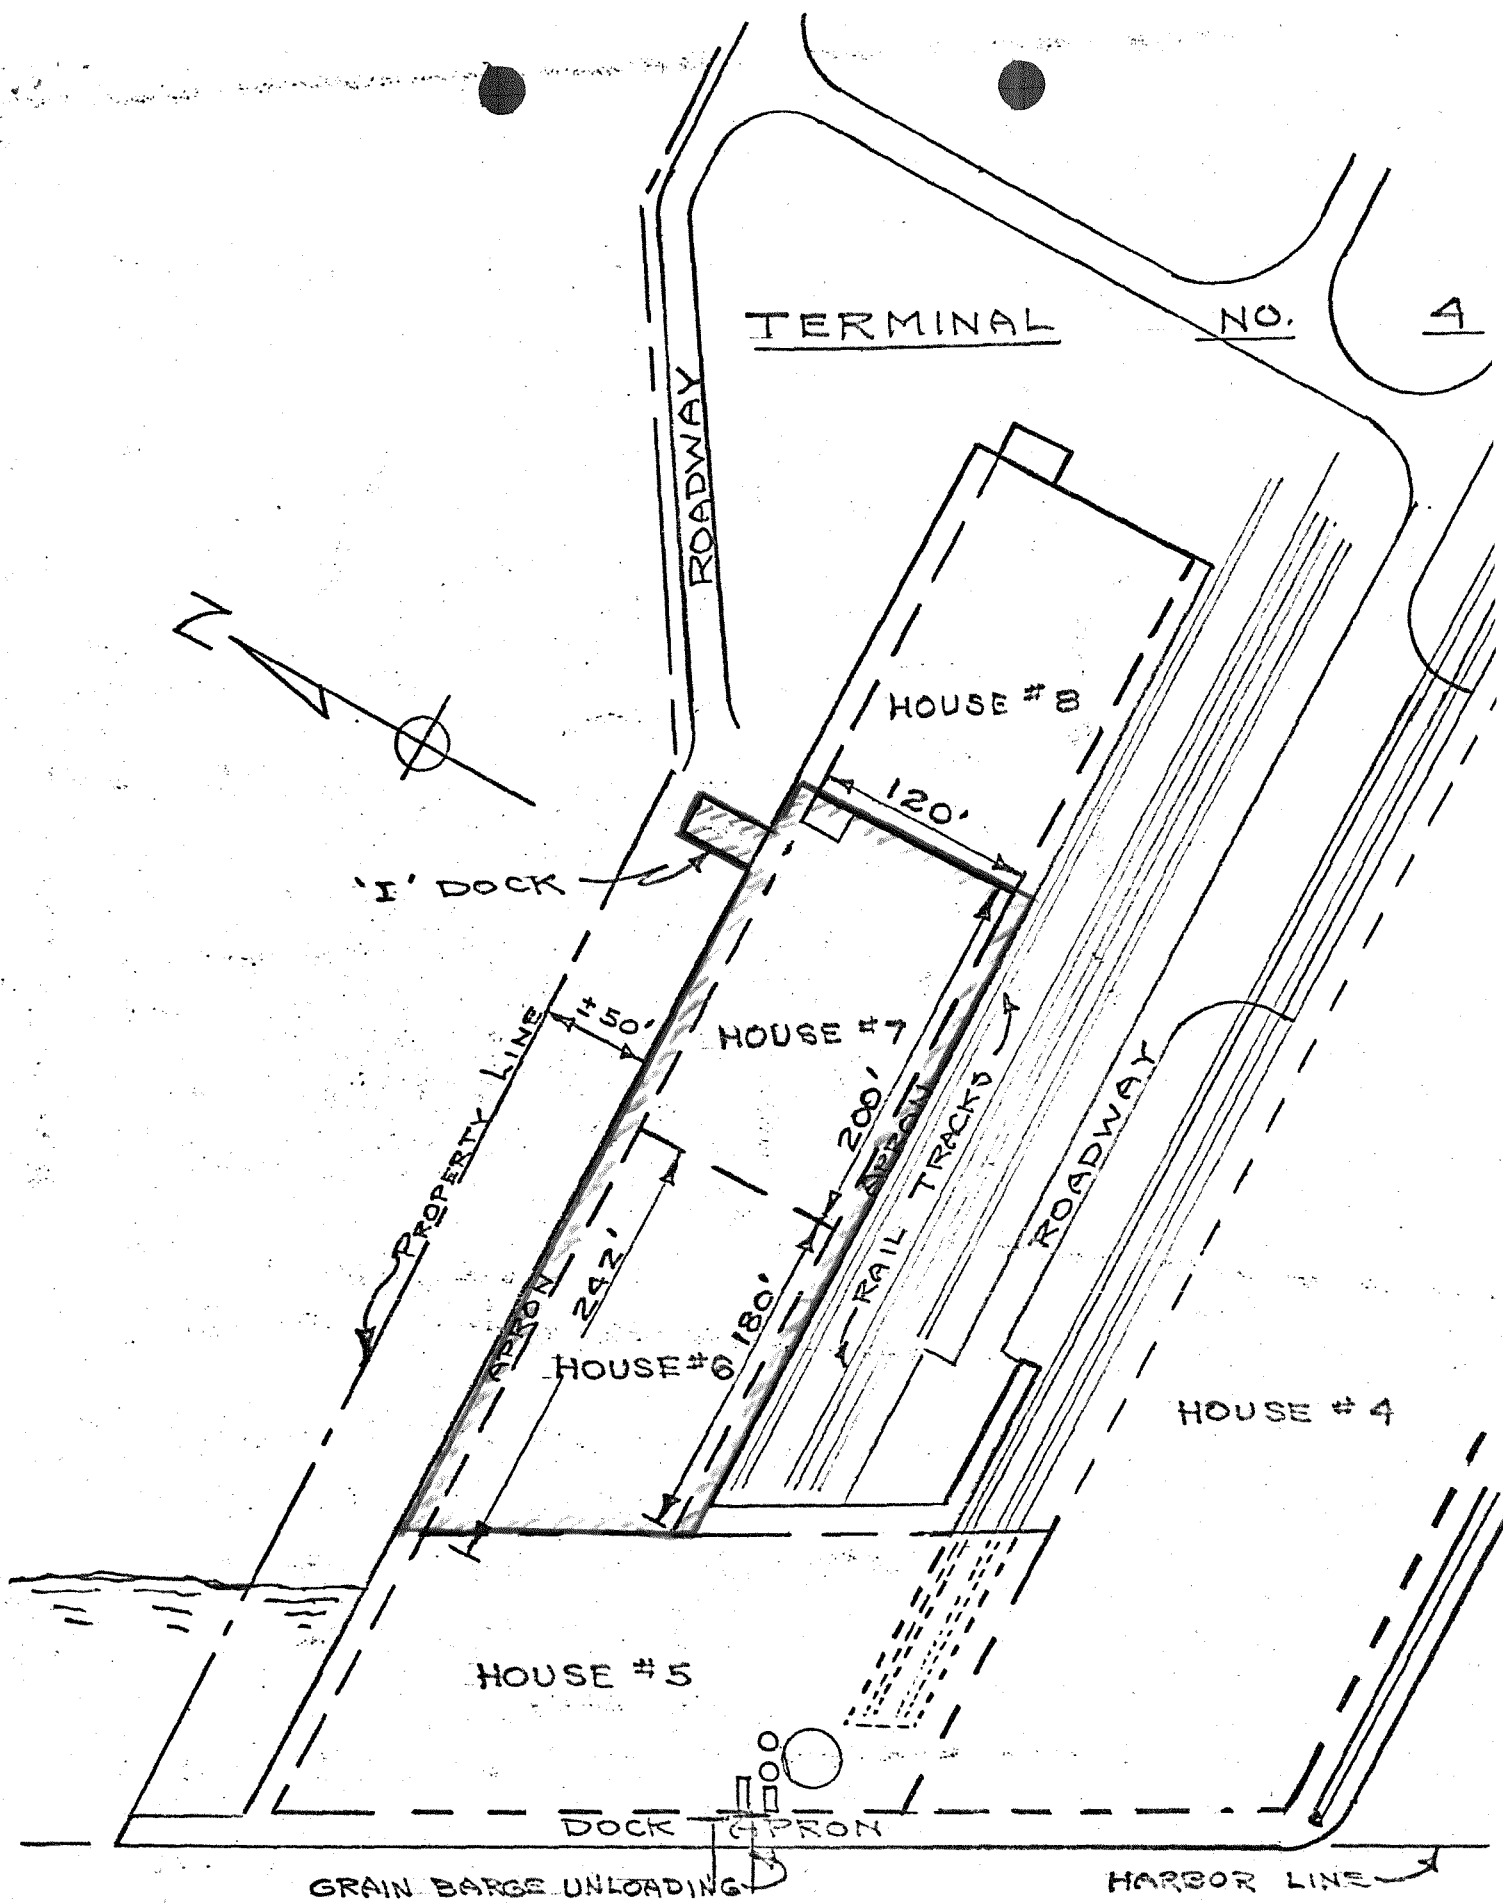 TERMINAL NO. 4
ROADWAY
N
HOUSE #8
120'
'I' DOCK
±50'
PROPERTY LINE
HOUSE #7
200'
APRON
RAIL TRACKS
ROADWAY
242'
APRON
180'
HOUSE #6
HOUSE #4
HOUSE #5
DOCK APRON
GRAIN BARGE UNLOADING
HARBOR LINE